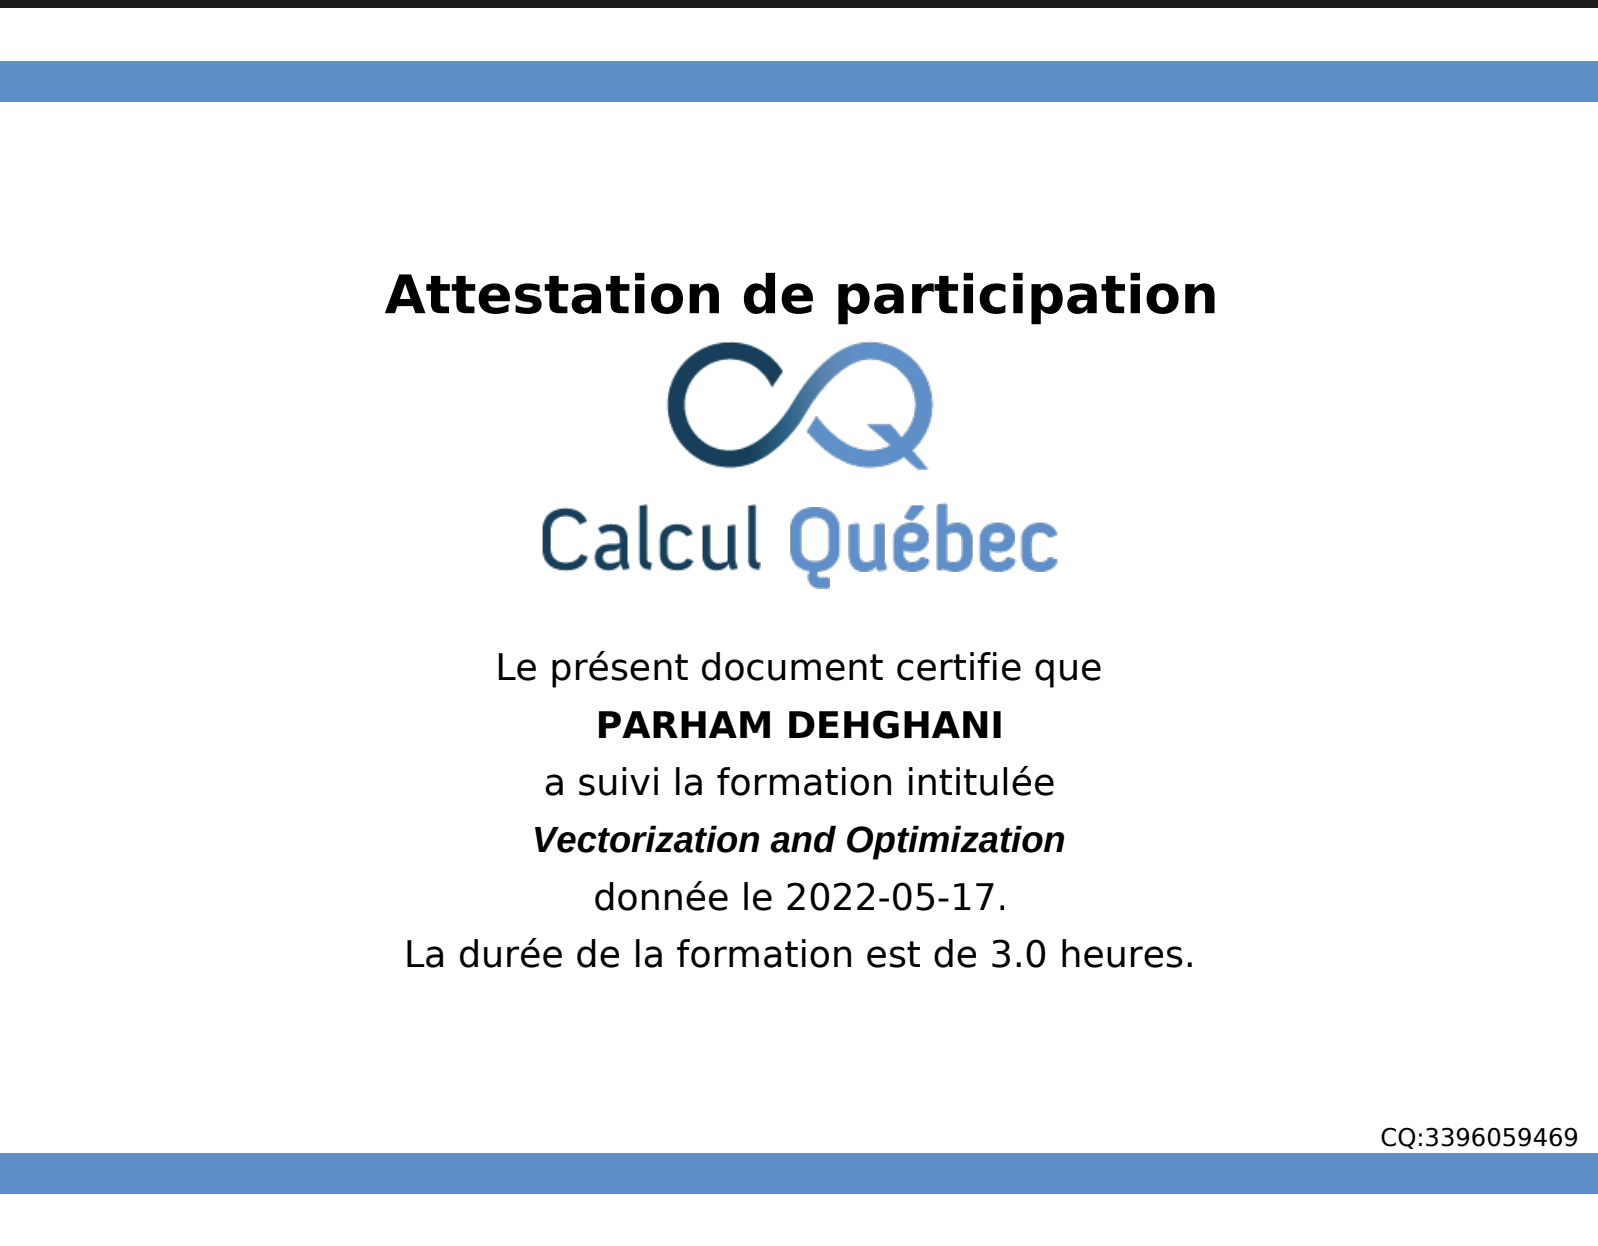 Attestation de participation
CQ
Calcul Québec
Le présent document certifie que
PARHAM DEHGHANI
a suivi la formation intitulée
Vectorization and Optimization
donnée le 2022-05-17.
La durée de la formation est de 3.0 heures.
CQ:3396059469